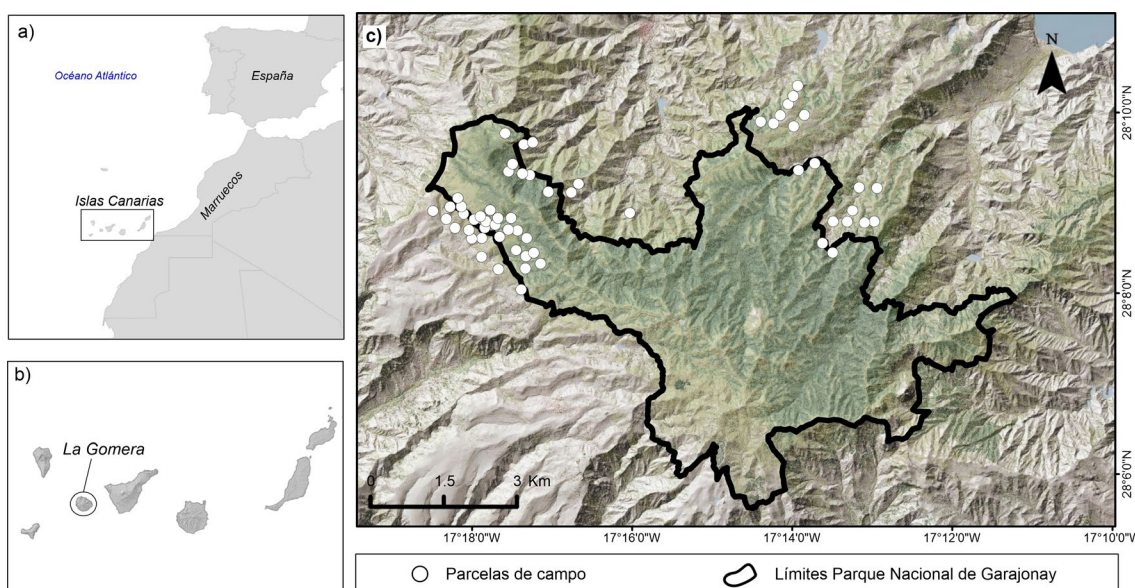 a)
Océano Atlántico
España
Islas Canarias
Marruecos
b)
La Gomera
c)
N
28°10'0"N
28°8'0"N
28°6'0"N
0 1.5 3 Km
17°18'0"W 17°16'0"W 17°14'0"W 17°12'0"W 17°10'0"W
Parcelas de campo Límites Parque Nacional de Garajonay